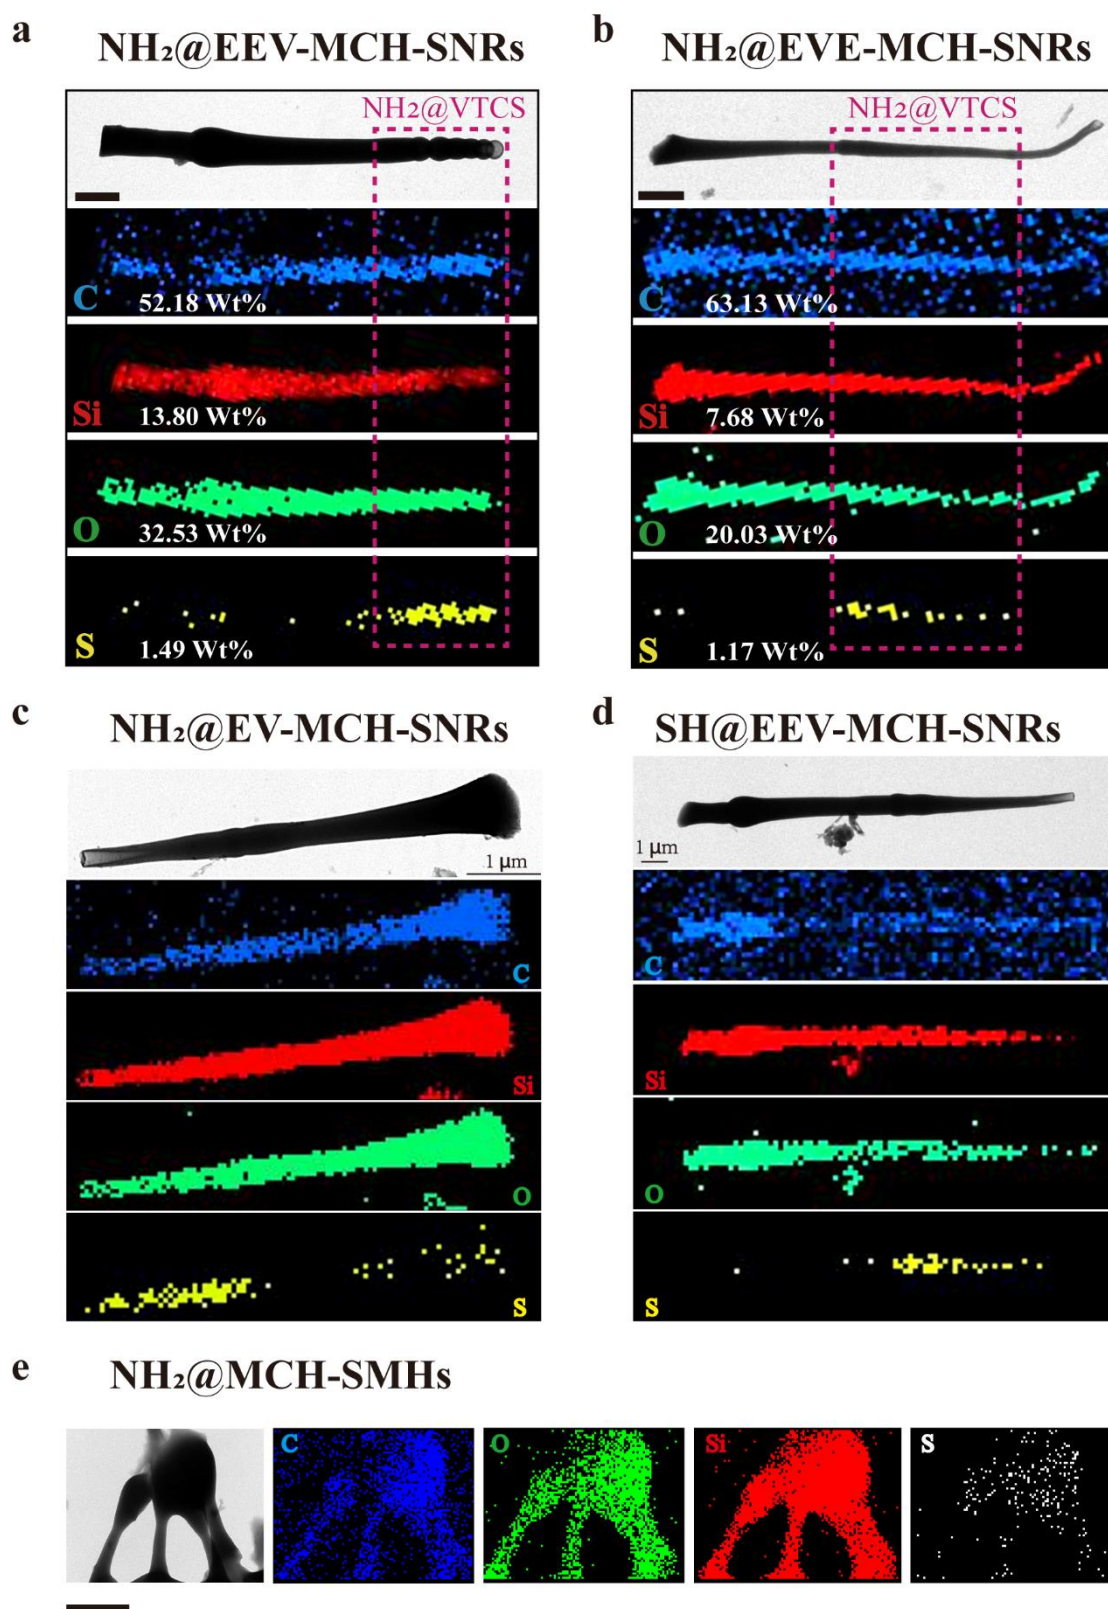 a
NH₂@EEV-MCH-SNRs
NH₂@VTCS
C
52.18 Wt%
Si
13.80 Wt%
O
32.53 Wt%
S
1.49 Wt%
b
NH₂@EVE-MCH-SNRs
NH₂@VTCS
C
63.13 Wt%
Si
7.68 Wt%
O
20.03 Wt%
S
1.17 Wt%
c
NH₂@EV-MCH-SNRs
1 μm
C
Si
O
S
d
SH@EEV-MCH-SNRs
1 μm
C
Si
O
S
e
NH₂@MCH-SMHs
C
O
Si
S